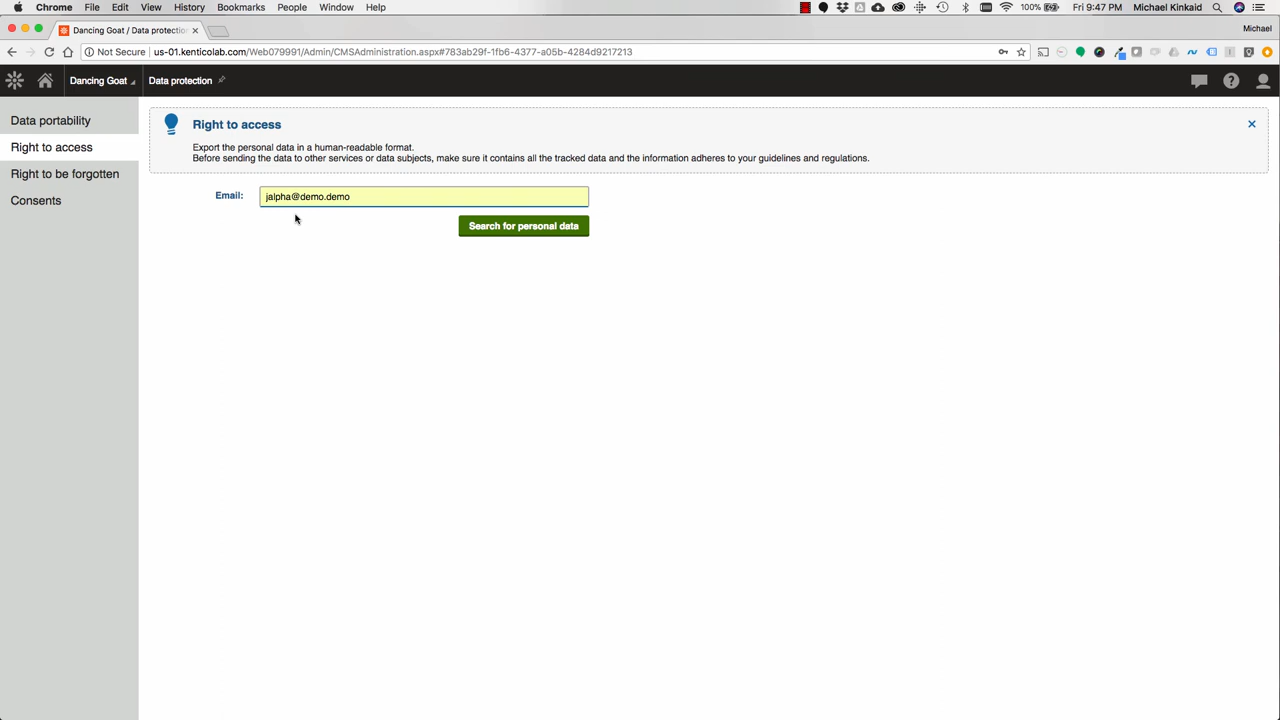 Chrome File Edit View History Bookmarks People Window Help 100% Fri 9:47 PM Michael Kinkaid
Dancing Goat / Data protection × Michael
Not Secure us-01.kenticolab.com/Web079991/Admin/CMSAdministration.aspx#783ab29f-1fb6-4377-a05b-4284d9217213
Dancing Goat Data protection
Data portability
Right to access
Right to be forgotten
Consents
Right to access
Export the personal data in a human-readable format.
Before sending the data to other services or data subjects, make sure it contains all the tracked data and the information adheres to your guidelines and regulations.
Email: jalpha@demo.demo
Search for personal data